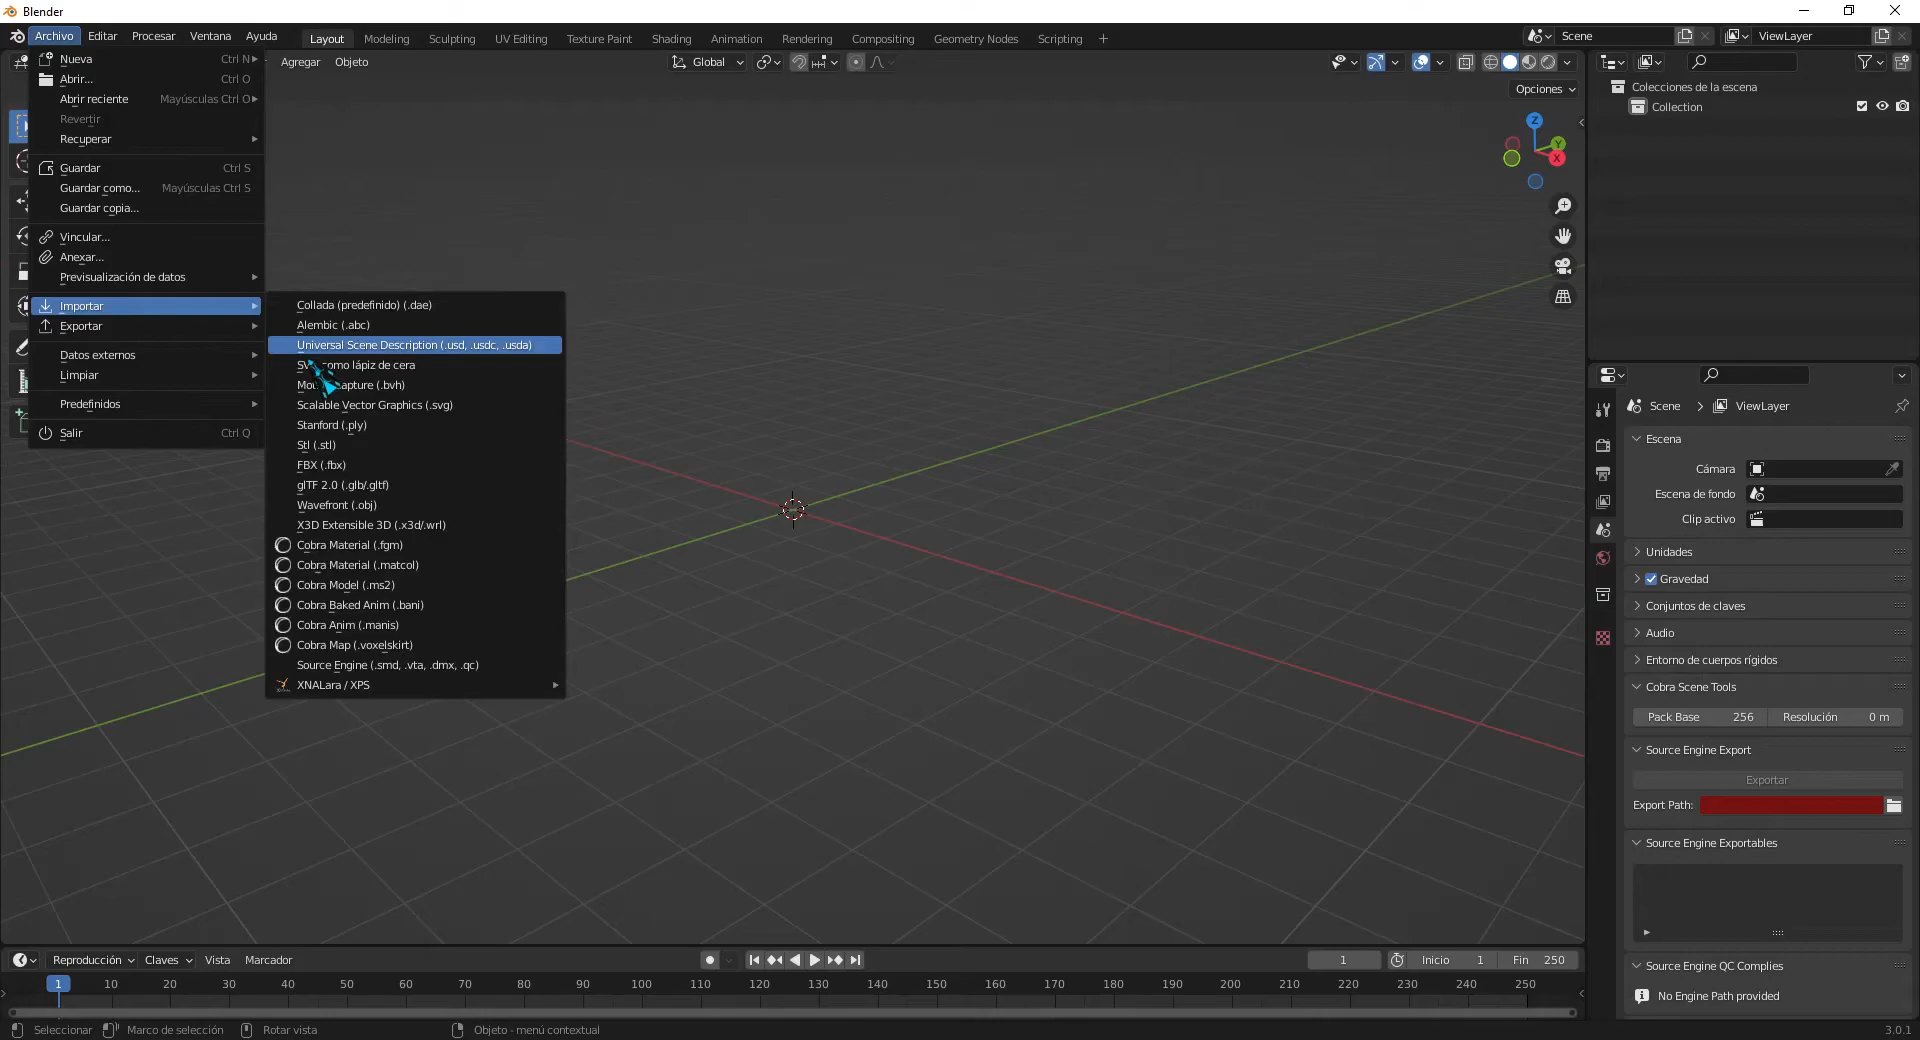 Blender
Archivo Editar Procesar Ventana Ayuda
Layout Modeling Sculpting UV Editing Texture Paint Shading Animation Rendering Compositing Geometry Nodes Scripting +
Scene
ViewLayer
Agregar Objeto
Global
Opciones
Z
Y
X
Nueva Ctrl N
Abrir... Ctrl O
Abrir reciente Mayúsculas Ctrl O
Revertir
Recuperar
Guardar Ctrl S
Guardar como... Mayúsculas Ctrl S
Guardar copia...
Vincular...
Anexar...
Previsualización de datos
Importar
Exportar
Datos externos
Limpiar
Predefinidos
Salir Ctrl Q
Collada (predefinido) (.dae)
Alembic (.abc)
Universal Scene Description (.usd, .usdc, .usda)
como lápiz de cera
(.bvh)
Scalable Vector Graphics (.svg)
Stanford (.ply)
Stl (.stl)
FBX (.fbx)
glTF 2.0 (.glb/.gltf)
Wavefront (.obj)
X3D Extensible 3D (.x3d/.wrl)
Cobra Material (.fgm)
Cobra Material (.matcol)
Cobra Model (.ms2)
Cobra Baked Anim (.bani)
Cobra Anim (.manis)
Cobra Map (.voxelskirt)
Source Engine (.smd, .vta, .dmx, .qc)
XNALara / XPS
Colecciones de la escena
Collection
Scene > ViewLayer
Escena
Cámara
Escena de fondo
Clip activo
Unidades
Gravedad
Conjuntos de claves
Audio
Entorno de cuerpos rígidos
Cobra Scene Tools
Pack Base 256 Resolución 0 m
Source Engine Export
Exportar
Export Path:
Source Engine Exportables
Source Engine QC Complies
No Engine Path provided
Reproducción Claves Vista Marcador
1
Inicio 1 Fin 250
1 10 20 30 40 50 60 70 80 90 100 110 120 130 140 150 160 170 180 190 200 210 220 230 240 250
Seleccionar Marco de selección Rotar vista Objeto - menú contextual
3.0.1